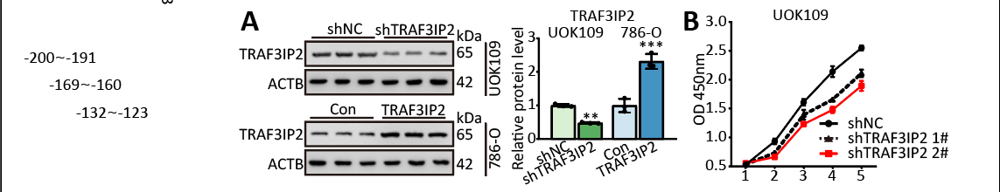 -200~-191
-169~-160
-132~-123
A
shNC shTRAF3IP2
kDa
TRAF3IP2 65
ACTB 42
UOK109
Con TRAF3IP2
kDa
TRAF3IP2 65
ACTB 42
786-O
TRAF3IP2
UOK109 786-O
Relative protein level
3
2
1
0
**
***
shNC
shTRAF3IP2
Con
TRAF3IP2
B
UOK109
OD 450nm
3.0
2.5
2.0
1.5
1.0
0.5
1 2 3 4 5
shNC
shTRAF3IP2 1#
shTRAF3IP2 2#